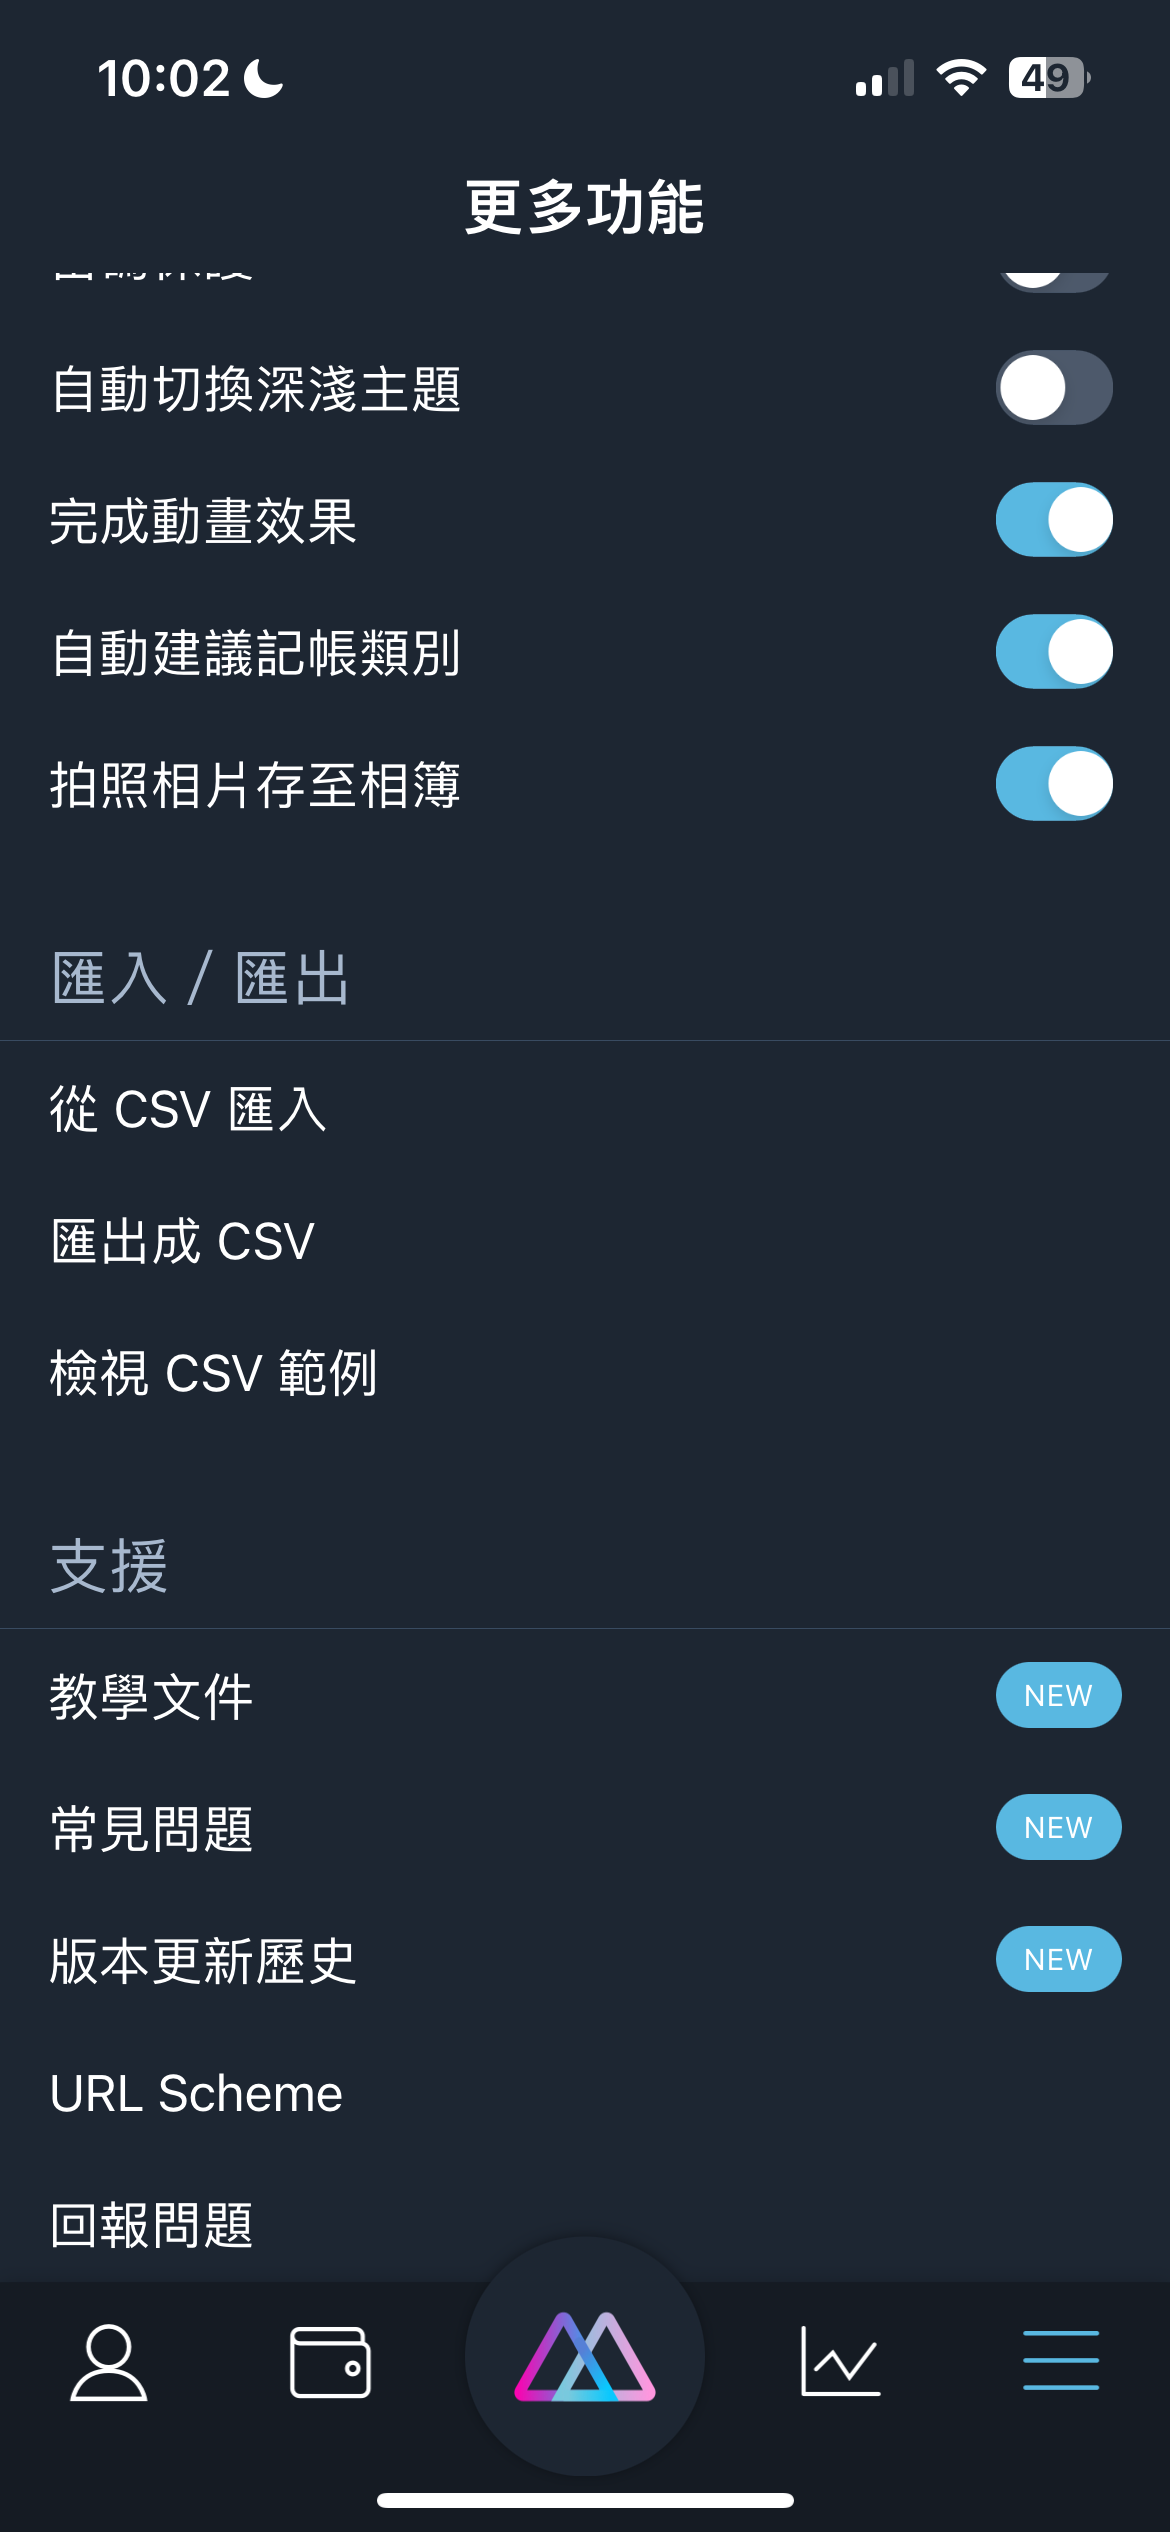 10:02
49
更多功能
自動切換深淺主題
完成動畫效果
自動建議記帳類別
拍照相片存至相簿
匯入 / 匯出
從 CSV 匯入
匯出成 CSV
檢視 CSV 範例
支援
教學文件 NEW
常見問題 NEW
版本更新歷史 NEW
URL Scheme
回報問題